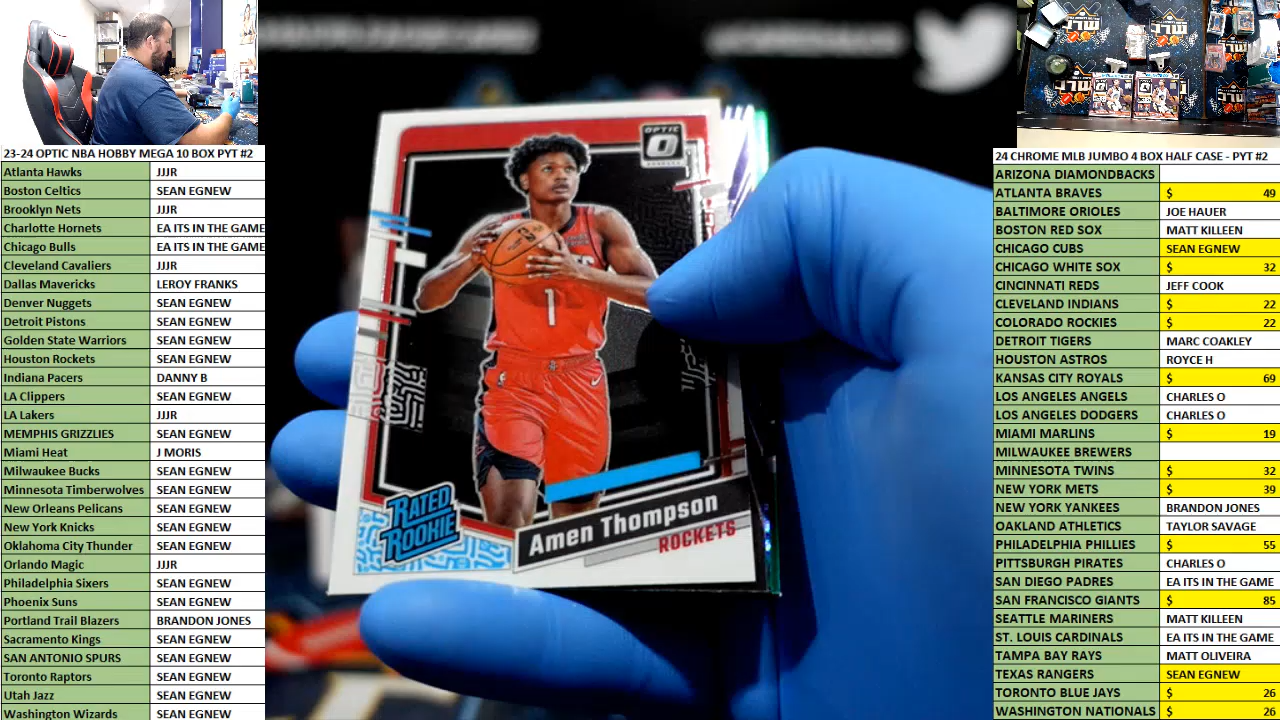 23-24 OPTIC NBA HOBBY MEGA 10 BOX PYT #2
Atlanta Hawks JJJR
Boston Celtics SEAN EGNEW
Brooklyn Nets JJJR
Charlotte Hornets EA ITS IN THE GAME
Chicago Bulls EA ITS IN THE GAME
Cleveland Cavaliers JJJR
Dallas Mavericks LEROY FRANKS
Denver Nuggets SEAN EGNEW
Detroit Pistons SEAN EGNEW
Golden State Warriors SEAN EGNEW
Houston Rockets SEAN EGNEW
Indiana Pacers DANNY B
LA Clippers SEAN EGNEW
LA Lakers JJJR
MEMPHIS GRIZZLIES SEAN EGNEW
Miami Heat J MORIS
Milwaukee Bucks SEAN EGNEW
Minnesota Timberwolves SEAN EGNEW
New Orleans Pelicans SEAN EGNEW
New York Knicks SEAN EGNEW
Oklahoma City Thunder SEAN EGNEW
Orlando Magic JJJR
Philadelphia Sixers SEAN EGNEW
Phoenix Suns SEAN EGNEW
Portland Trail Blazers BRANDON JONES
Sacramento Kings SEAN EGNEW
SAN ANTONIO SPURS SEAN EGNEW
Toronto Raptors SEAN EGNEW
Utah Jazz SEAN EGNEW
Washington Wizards SEAN EGNEW
OPTIC
1
RATED
ROOKIE
Amen Thompson
ROCKETS
24 CHROME MLB JUMBO 4 BOX HALF CASE - PYT #2
ARIZONA DIAMONDBACKS
ATLANTA BRAVES $ 49
BALTIMORE ORIOLES JOE HAUER
BOSTON RED SOX MATT KILLEEN
CHICAGO CUBS SEAN EGNEW
CHICAGO WHITE SOX $ 32
CINCINNATI REDS JEFF COOK
CLEVELAND INDIANS $ 22
COLORADO ROCKIES $ 22
DETROIT TIGERS MARC COAKLEY
HOUSTON ASTROS ROYCE H
KANSAS CITY ROYALS $ 69
LOS ANGELES ANGELS CHARLES O
LOS ANGELES DODGERS CHARLES O
MIAMI MARLINS $ 19
MILWAUKEE BREWERS
MINNESOTA TWINS $ 32
NEW YORK METS $ 39
NEW YORK YANKEES BRANDON JONES
OAKLAND ATHLETICS TAYLOR SAVAGE
PHILADELPHIA PHILLIES $ 55
PITTSBURGH PIRATES CHARLES O
SAN DIEGO PADRES EA ITS IN THE GAME
SAN FRANCISCO GIANTS $ 85
SEATTLE MARINERS MATT KILLEEN
ST. LOUIS CARDINALS EA ITS IN THE GAME
TAMPA BAY RAYS MATT OLIVEIRA
TEXAS RANGERS SEAN EGNEW
TORONTO BLUE JAYS $ 26
WASHINGTON NATIONALS $ 26